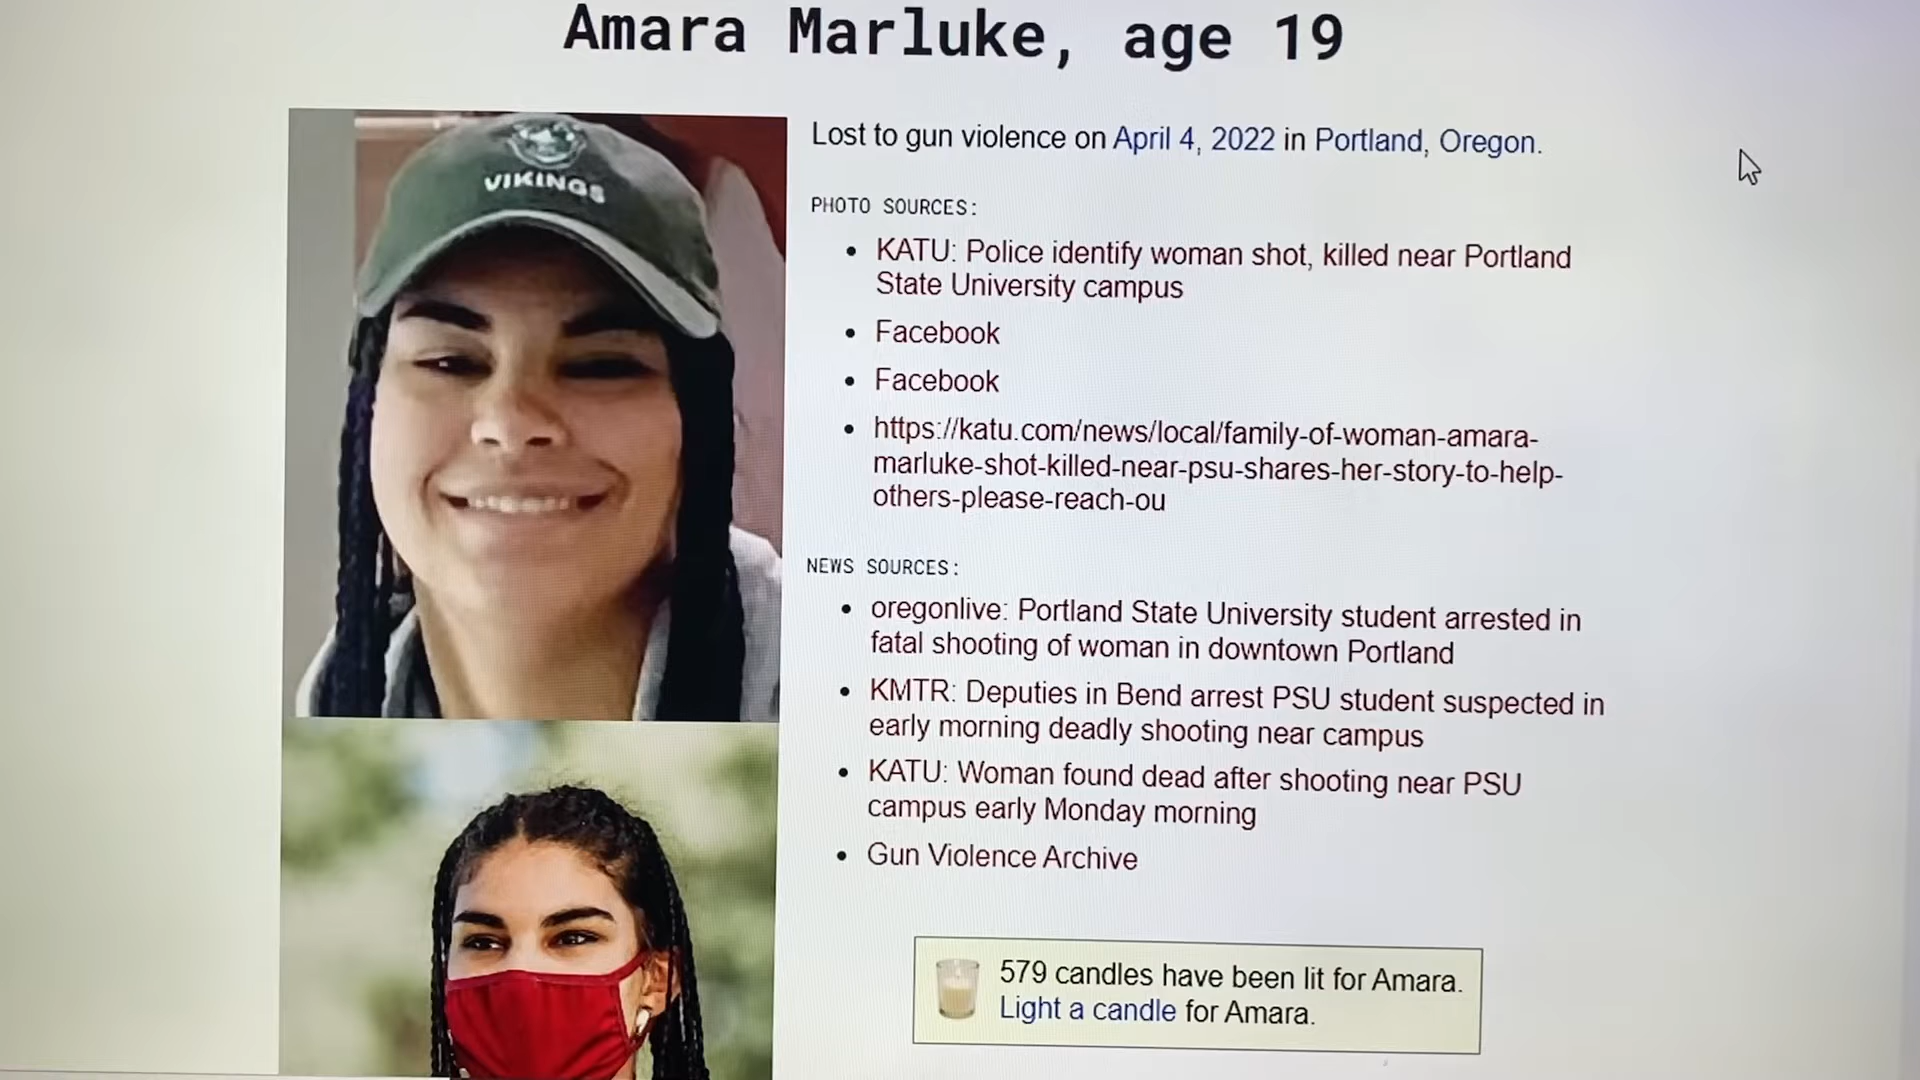 Amara Marluke, age 19
VIKINGS
Lost to gun violence on April 4, 2022 in Portland, Oregon.
PHOTO SOURCES:
• KATU: Police identify woman shot, killed near Portland
State University campus
• Facebook
• Facebook
• https://katu.com/news/local/family-of-woman-amara-
marluke-shot-killed-near-psu-shares-her-story-to-help-
others-please-reach-ou
NEWS SOURCES:
• oregonlive: Portland State University student arrested in
fatal shooting of woman in downtown Portland
• KMTR: Deputies in Bend arrest PSU student suspected in
early morning deadly shooting near campus
• KATU: Woman found dead after shooting near PSU
campus early Monday morning
• Gun Violence Archive
579 candles have been lit for Amara.
Light a candle for Amara.